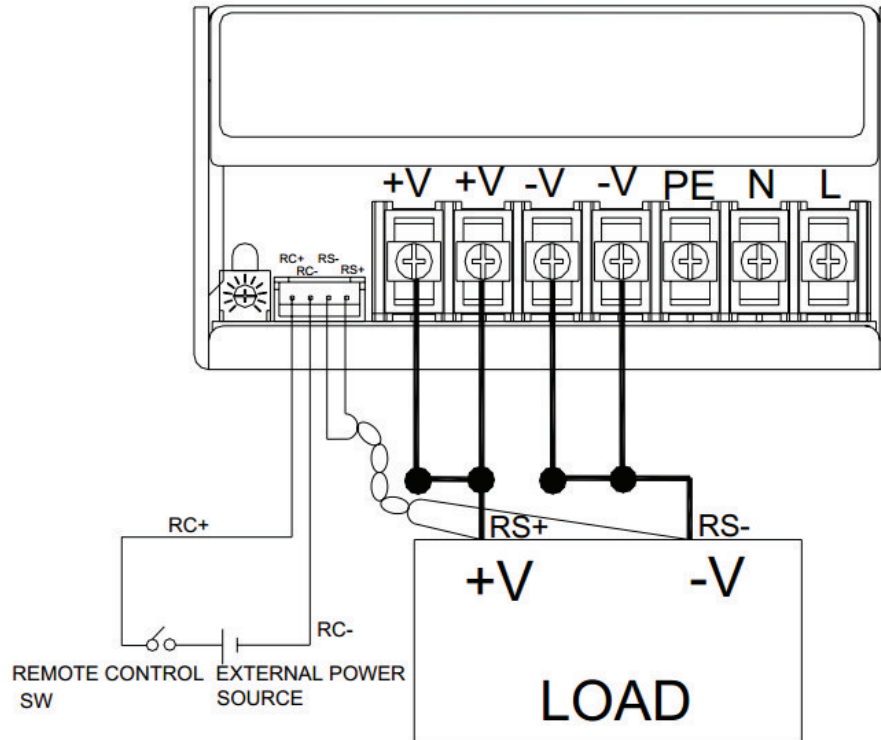 +V +V -V -V PE N L
RC+ RS-
RC- RS+
RC+
RS+ RS-
+V -V
RC-
REMOTE CONTROL EXTERNAL POWER
SW SOURCE
LOAD